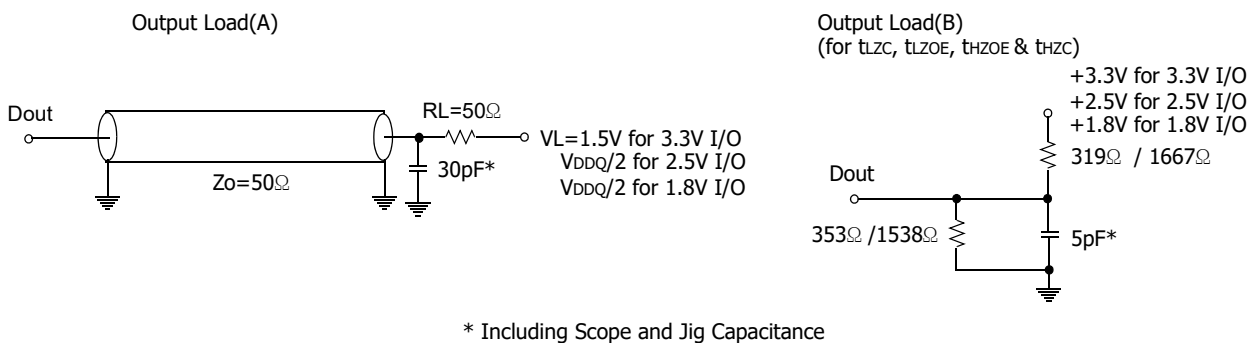 Output Load(A)
Dout
Zo=50Ω
RL=50Ω
30pF*
VL=1.5V for 3.3V I/O
VDDQ/2 for 2.5V I/O
VDDQ/2 for 1.8V I/O
Output Load(B)
(for tLZC, tLZOE, tHZOE & tHZC)
+3.3V for 3.3V I/O
+2.5V for 2.5V I/O
+1.8V for 1.8V I/O
319Ω / 1667Ω
Dout
353Ω /1538Ω
5pF*
* Including Scope and Jig Capacitance